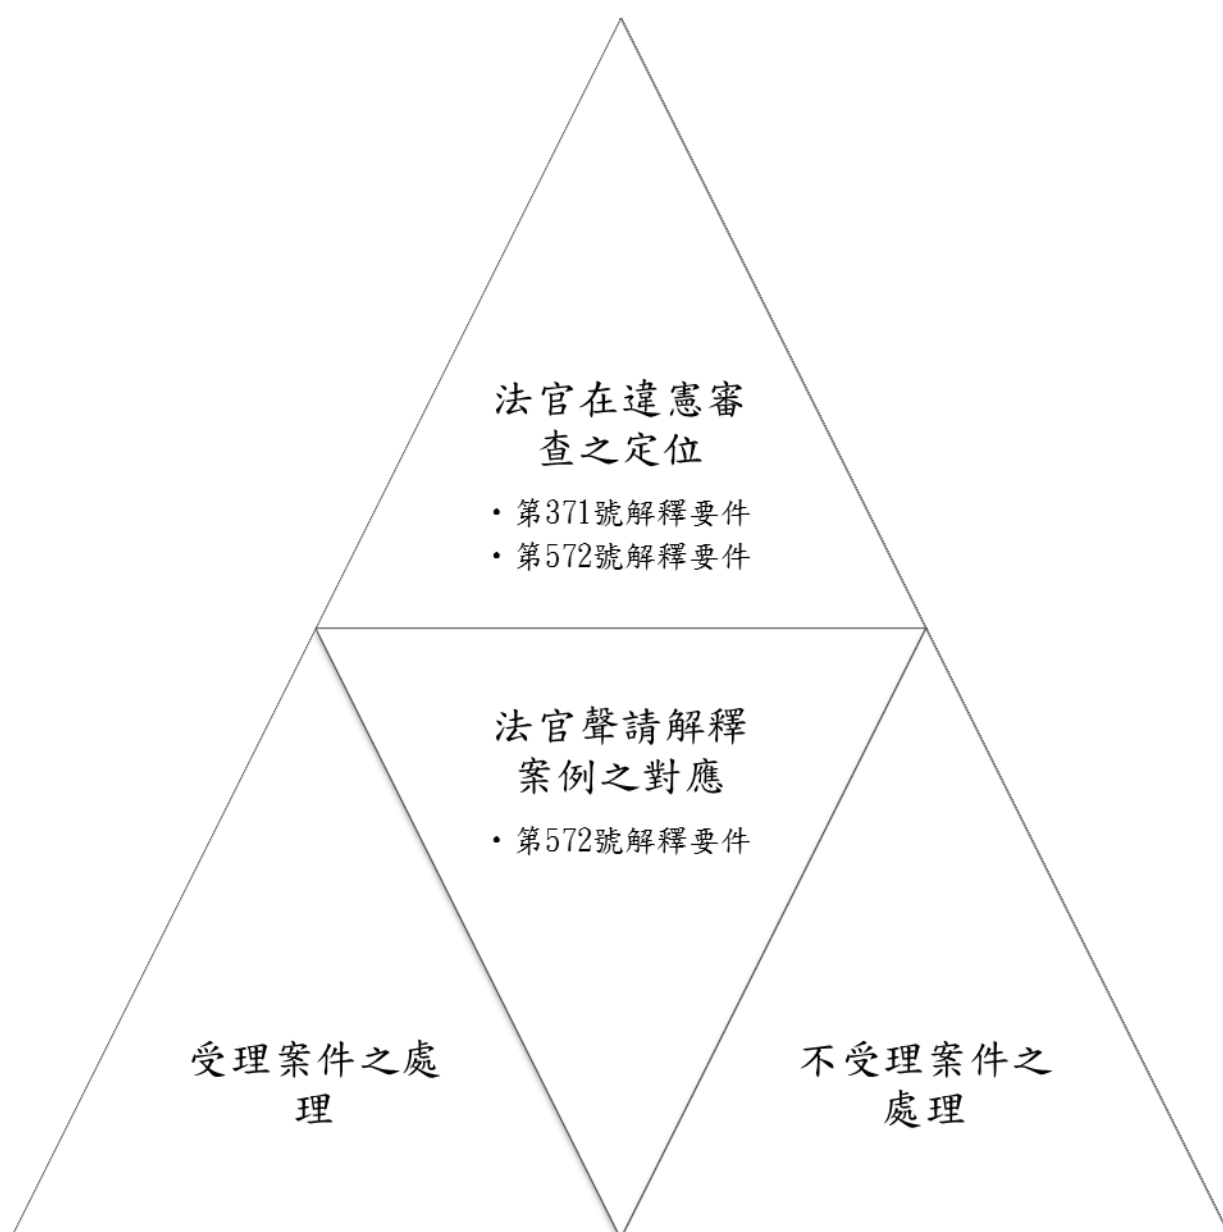 法官在違憲審
查之定位
• 第371號解釋要件
• 第572號解釋要件
法官聲請解釋
案例之對應
• 第572號解釋要件
受理案件之處
理
不受理案件之
處理